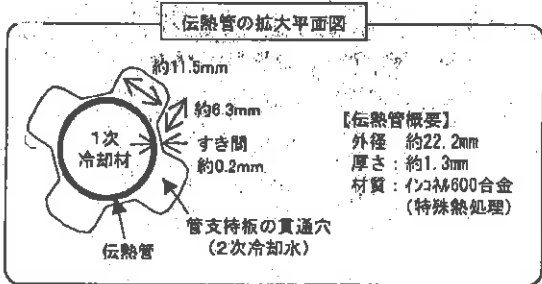 伝熱管の拡大平面図
約11.5mm
約6.3mm
1次
冷却材
すき間
約0.2mm
管支持板の貫通穴
(2次冷却水)
伝熱管
【伝熱管概要】
外径 約22.2mm
厚さ:約1.3mm
材質:インコネル600合金
(特殊熱処理)